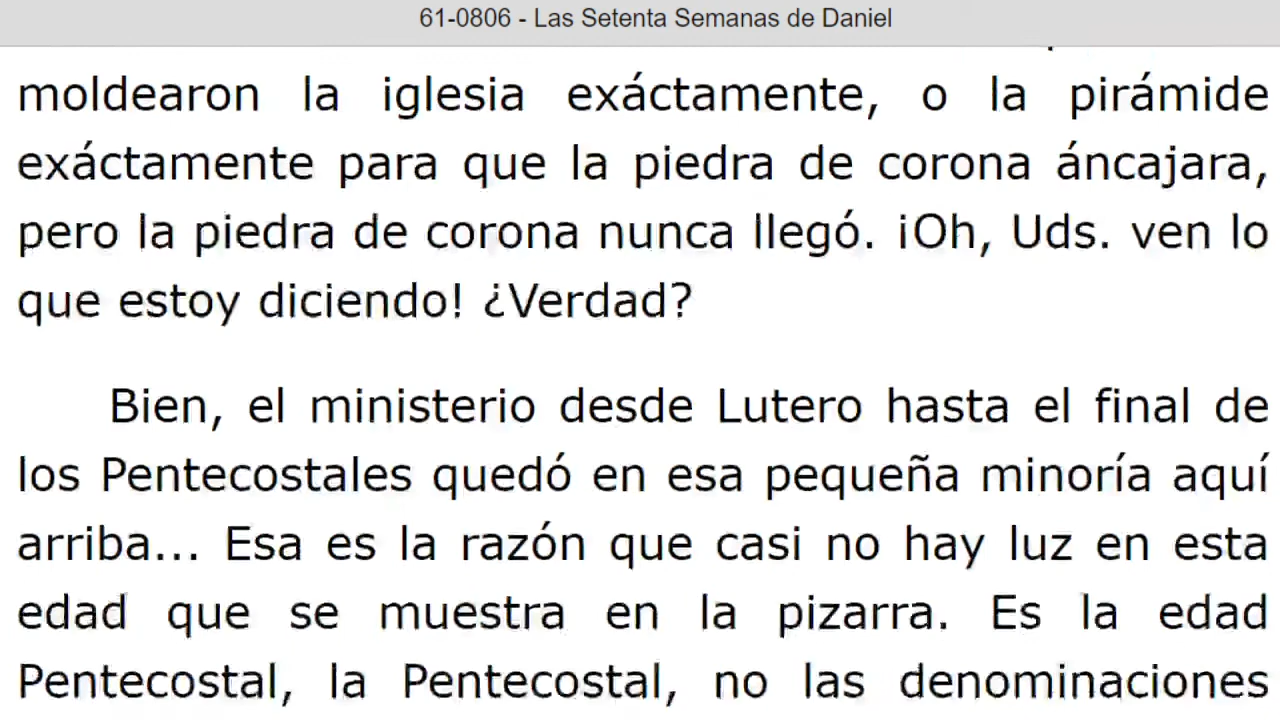 61-0806 - Las Setenta Semanas de Daniel
moldearon la iglesia exáctamente, o la pirámide
exáctamente para que la piedra de corona áncajara,
pero la piedra de corona nunca llegó. ¡Oh, Uds. ven lo
que estoy diciendo! ¿Verdad?
Bien, el ministerio desde Lutero hasta el final de
los Pentecostales quedó en esa pequeña minoría aquí
arriba... Esa es la razón que casi no hay luz en esta
edad que se muestra en la pizarra. Es la edad
Pentecostal, la Pentecostal, no las denominaciones